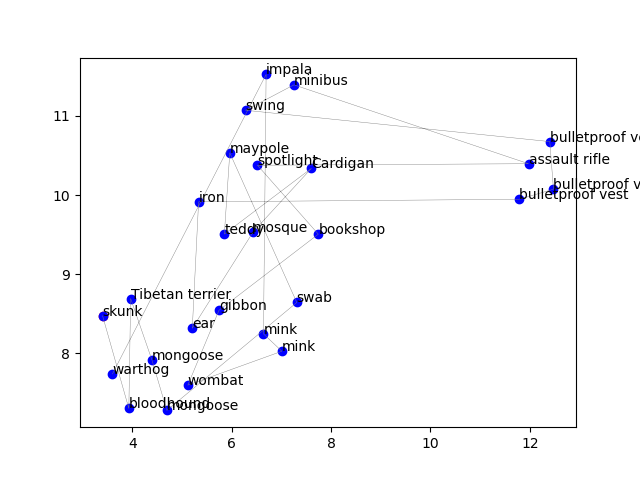 impala
minibus
swing
11
bulletproof v
maypole
spotlight
Cardigan
assault rifle
bulletproof v
10
iron
bulletproof vest
teddy
mosque
bookshop
9
Tibetan terrier
swab
gibbon
skunk
ear
mink
8
mink
mongoose
warthog
wombat
bloodhound
mongoose
4 6 8 10 12